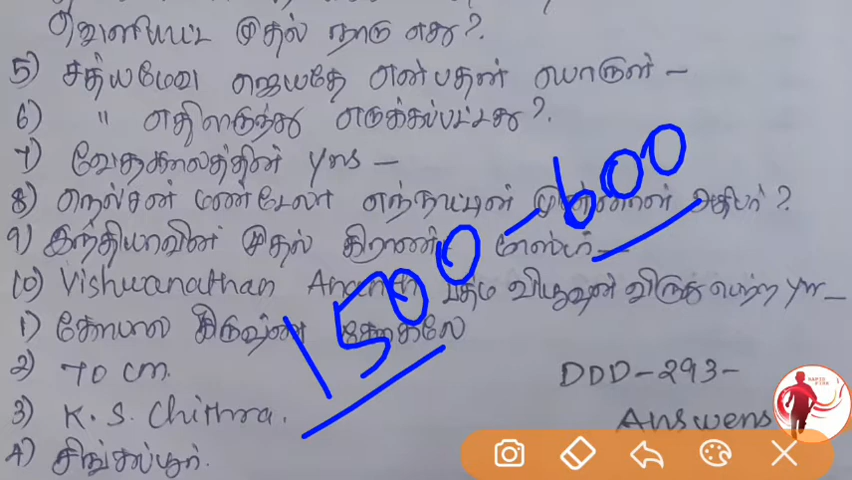 வெளியிட்ட முதல் நாடு எது?
5) சத்யமேவ ஜெயதே என்பதன் பொருள் –
6) " எதிலிருந்து எடுக்கப்பட்டது?
7) வேதகாலத்தின் yrs –
8) நெல்சன் மண்டேலா எந்நாட்டின் முன்னாள் அதிபர்?
9) இந்தியாவின் முதல் கிராண்ட் மாஸ்டர் –
10) Vishwanathan Anand பத்ம விபூஷன் விருது பெற்ற yr –
1500-600
1) கோபால கிருஷ்ண கோகலே
2) 70 cm.
DDD-293-
3) K. S. Chithra.
Answers
4) சிங்கப்பூர்.
RAPID FIRE